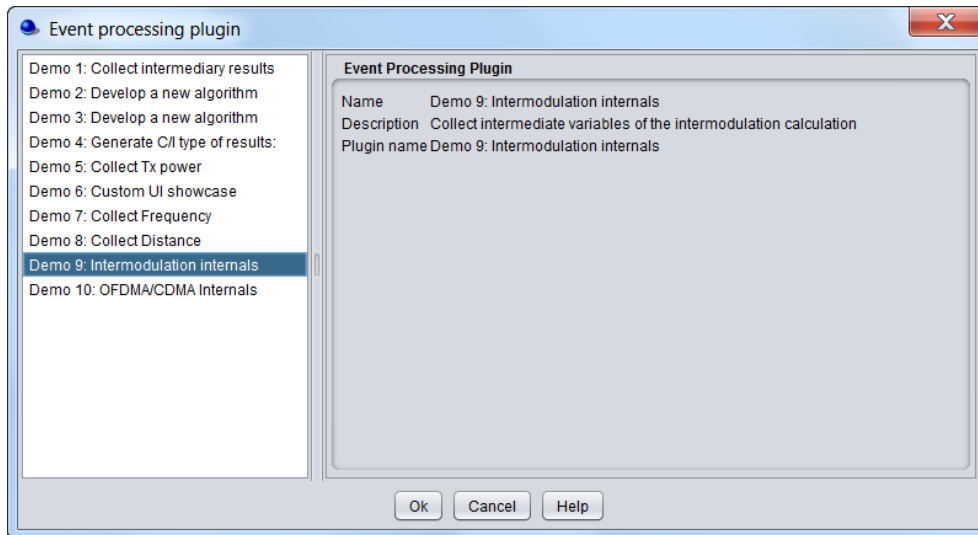 Event processing plugin
Demo 1: Collect intermediary results
Demo 2: Develop a new algorithm
Demo 3: Develop a new algorithm
Demo 4: Generate C/I type of results:
Demo 5: Collect Tx power
Demo 6: Custom UI showcase
Demo 7: Collect Frequency
Demo 8: Collect Distance
Demo 9: Intermodulation internals
Demo 10: OFDMA/CDMA Internals
Event Processing Plugin
Name Demo 9: Intermodulation internals
Description Collect intermediate variables of the intermodulation calculation
Plugin name Demo 9: Intermodulation internals
Ok Cancel Help